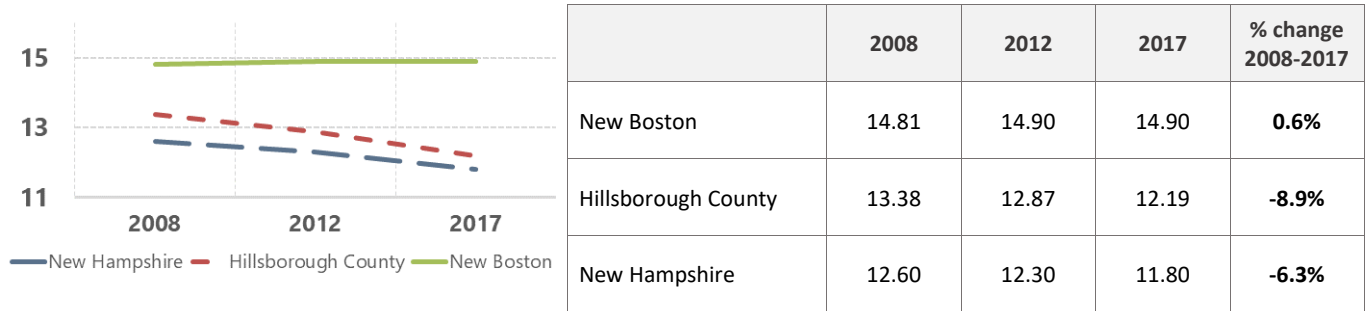 15
13
11
2008 2012 2017
New Hampshire Hillsborough County New Boston
2008 2012 2017 % change
2008-2017
New Boston 14.81 14.90 14.90 0.6%
Hillsborough County 13.38 12.87 12.19 -8.9%
New Hampshire 12.60 12.30 11.80 -6.3%